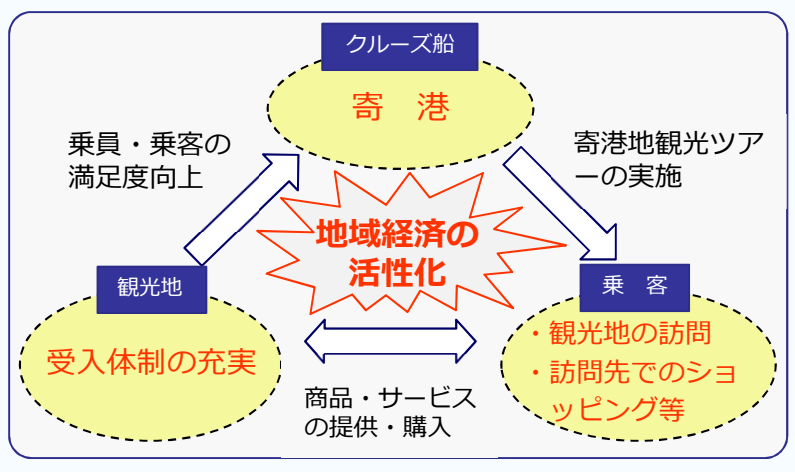 クルーズ船
寄　港
乗員・乗客の
満足度向上
寄港地観光ツア
ーの実施
地域経済の
活性化
観光地
受入体制の充実
乗　客
・観光地の訪問
・訪問先でのショ
ッピング等
商品・サービス
の提供・購入